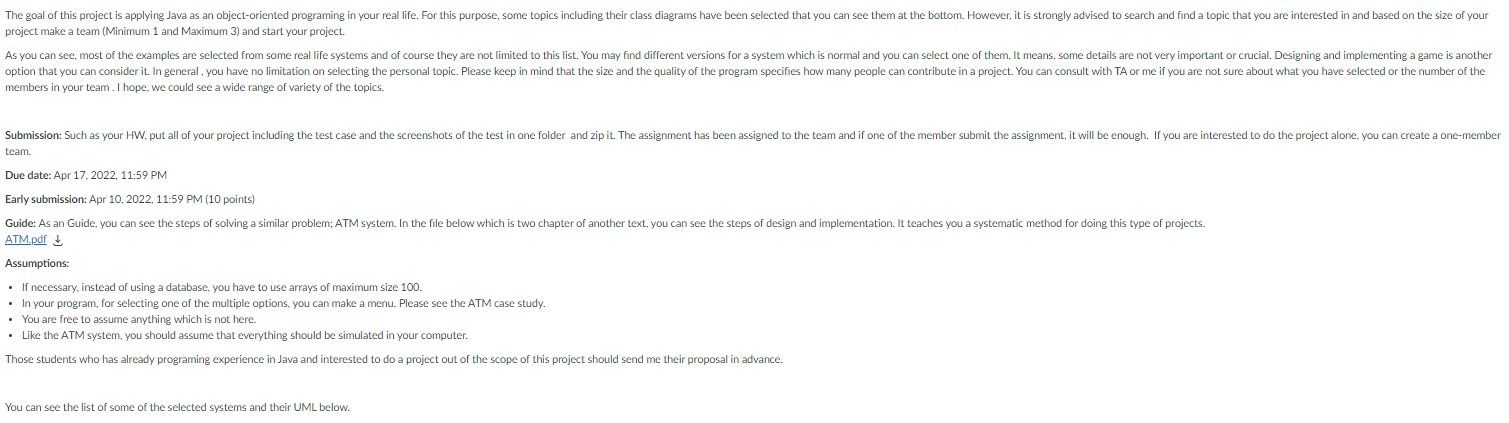 The goal of this project is applying Java as an object-oriented programing in your real life. For this purpose, some topics including their class diagrams have been selected that you can see them at the bottom. However, it is strongly advised to search and find a topic that you are interested in and based on the size of your
project make a team (Minimum 1 and Maximum 3) and start your project.
As you can see, most of the examples are selected from some real life systems and of course they are not limited to this list. You may find different versions for a system which is normal and you can select one of them. It means, some details are not very important or crucial. Designing and implementing a game is another
option that you can consider it. In general , you have no limitation on selecting the personal topic. Please keep in mind that the size and the quality of the program specifies how many people can contribute in a project. You can consult with TA or me if you are not sure about what you have selected or the number of the
members in your team . I hope, we could see a wide range of variety of the topics.
Submission: Such as your HW, put all of your project including the test case and the screenshots of the test in one folder and zip it. The assignment has been assigned to the team and if one of the member submit the assignment, it will be enough. If you are interested to do the project alone, you can create a one-member
team.
Due date: Apr 17, 2022, 11:59 PM
Early submission: Apr 10, 2022, 11:59 PM (10 points)
Guide: As an Guide, you can see the steps of solving a similar problem; ATM system. In the file below which is two chapter of another text, you can see the steps of design and implementation. It teaches you a systematic method for doing this type of projects.
ATM.pdf
Assumptions:
• If necessary, instead of using a database, you have to use arrays of maximum size 100.
• In your program, for selecting one of the multiple options, you can make a menu. Please see the ATM case study.
• You are free to assume anything which is not here.
• Like the ATM system, you should assume that everything should be simulated in your computer.
Those students who has already programing experience in Java and interested to do a project out of the scope of this project should send me their proposal in advance.
You can see the list of some of the selected systems and their UML below.